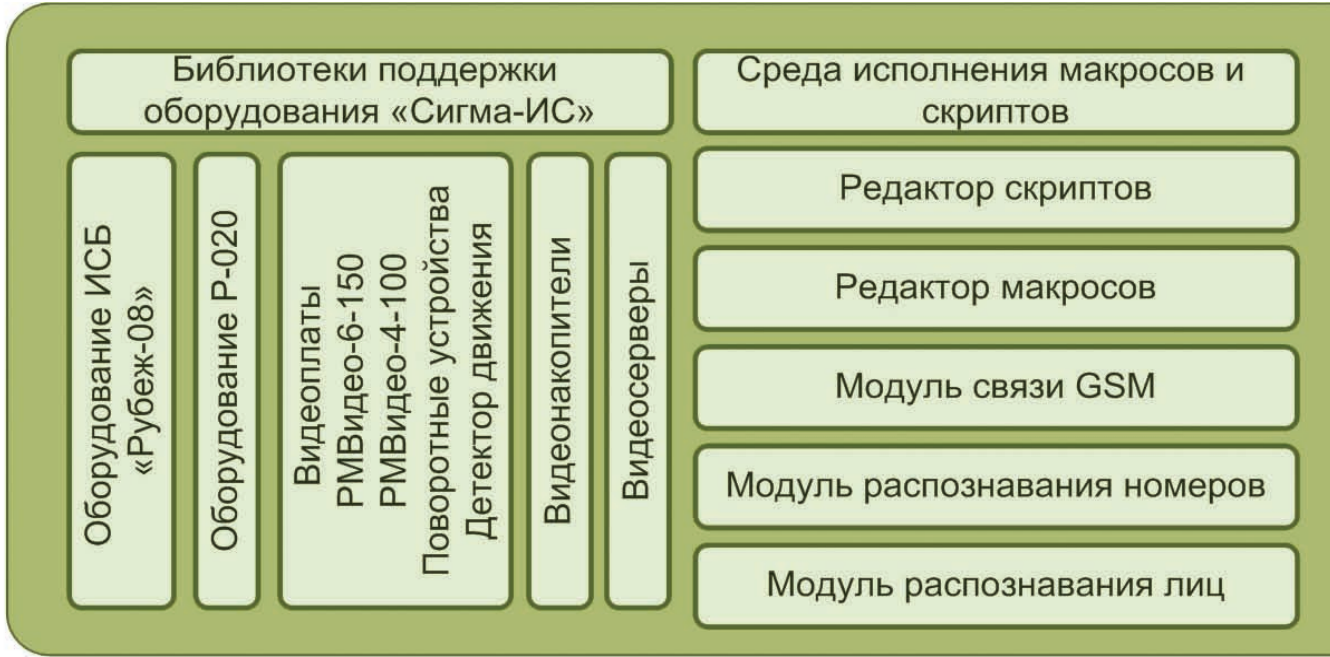 Библиотеки поддержки
оборудования «Сигма-ИС»
Оборудование ИСБ
«Рубеж-08»
Оборудование Р-020
Видеоплаты
РМВидео-6-150
РМВидео-4-100
Поворотные устройства
Детектор движения
Видеонакопители
Видеосерверы
Среда исполнения макросов и
скриптов
Редактор скриптов
Редактор макросов
Модуль связи GSM
Модуль распознавания номеров
Модуль распознавания лиц